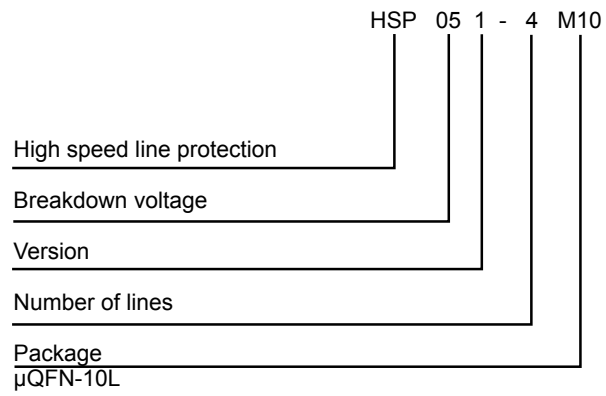 HSP 05 1 - 4 M10
High speed line protection
Breakdown voltage
Version
Number of lines
Package
µQFN-10L